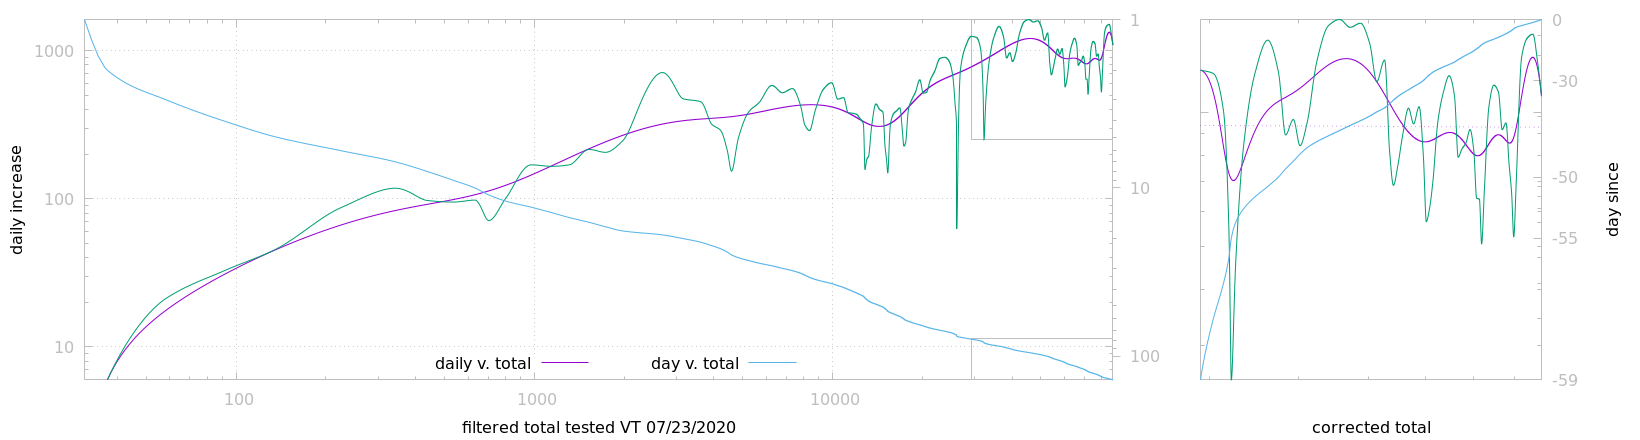 daily increase
1000
100
10
100
1000
10000
filtered total tested VT 07/23/2020
daily v. total
day v. total
1
10
100
0
-30
-50
-55
-59
day since
corrected total